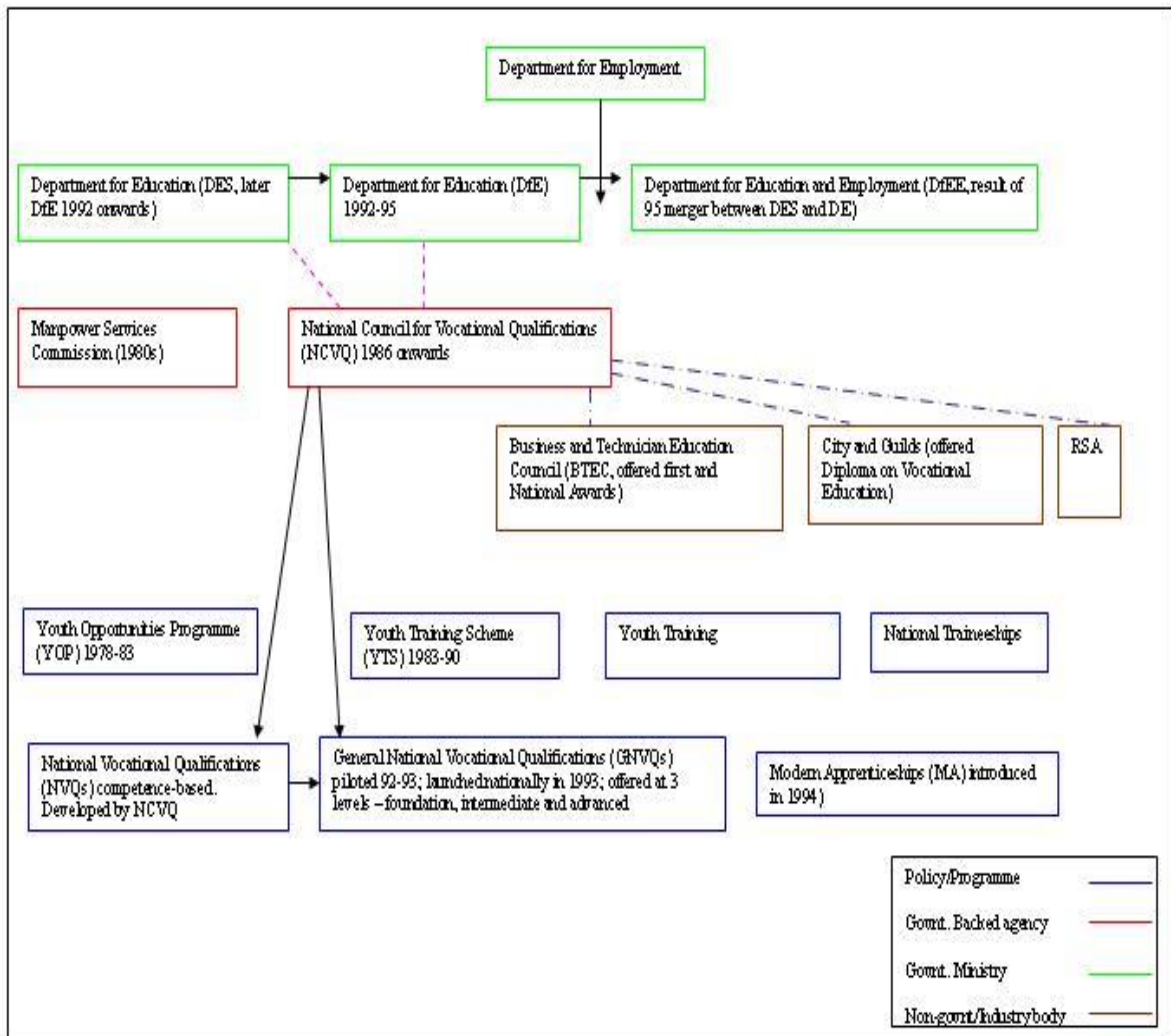 Department for Employment
Department for Education (DES, later
DfE 1992 onwards)
Department for Education (DfE)
1992-95
Department for Education and Employment (DfEE, result of
95 merger between DES and DE)
Manpower Services
Commission (1980s)
National Council for Vocational Qualifications
(NCVQ) 1986 onwards
Business and Technician Education
Council (BTEC, offered first and
National Awards)
City and Guilds (offered
Diploma on Vocational
Education)
RSA
Youth Opportunities Programme
(YOP) 1978-83
Youth Training Scheme
(YTS) 1983-90
Youth Training
National Traineeships
National Vocational Qualifications
(NVQs) competence-based.
Developed by NCVQ
General National Vocational Qualifications (GNVQs)
piloted 92-93; launched nationally in 1993; offered at 3
levels – foundation, intermediate and advanced
Modern Apprenticeships (MA) introduced
in 1994)
Policy/Programme
Govnt. Backed agency
Govnt. Ministry
Non-govnt/Industry body